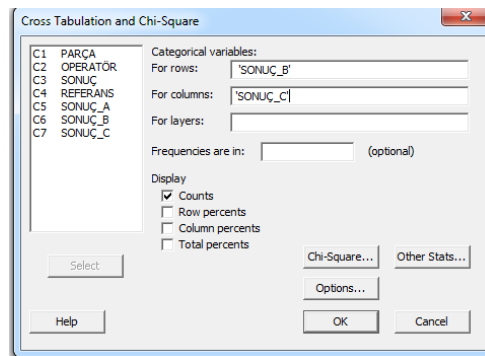 Cross Tabulation and Chi-Square
C1 PARÇA
C2 OPERATÖR
C3 SONUÇ
C4 REFERANS
C5 SONUÇ_A
C6 SONUÇ_B
C7 SONUÇ_C
Categorical variables:
For rows: 'SONUÇ_B'
For columns: 'SONUÇ_C'
For layers:
Frequencies are in: (optional)
Display
Counts
Row percents
Column percents
Total percents
Select
Chi-Square... Other Stats...
Options...
Help OK Cancel